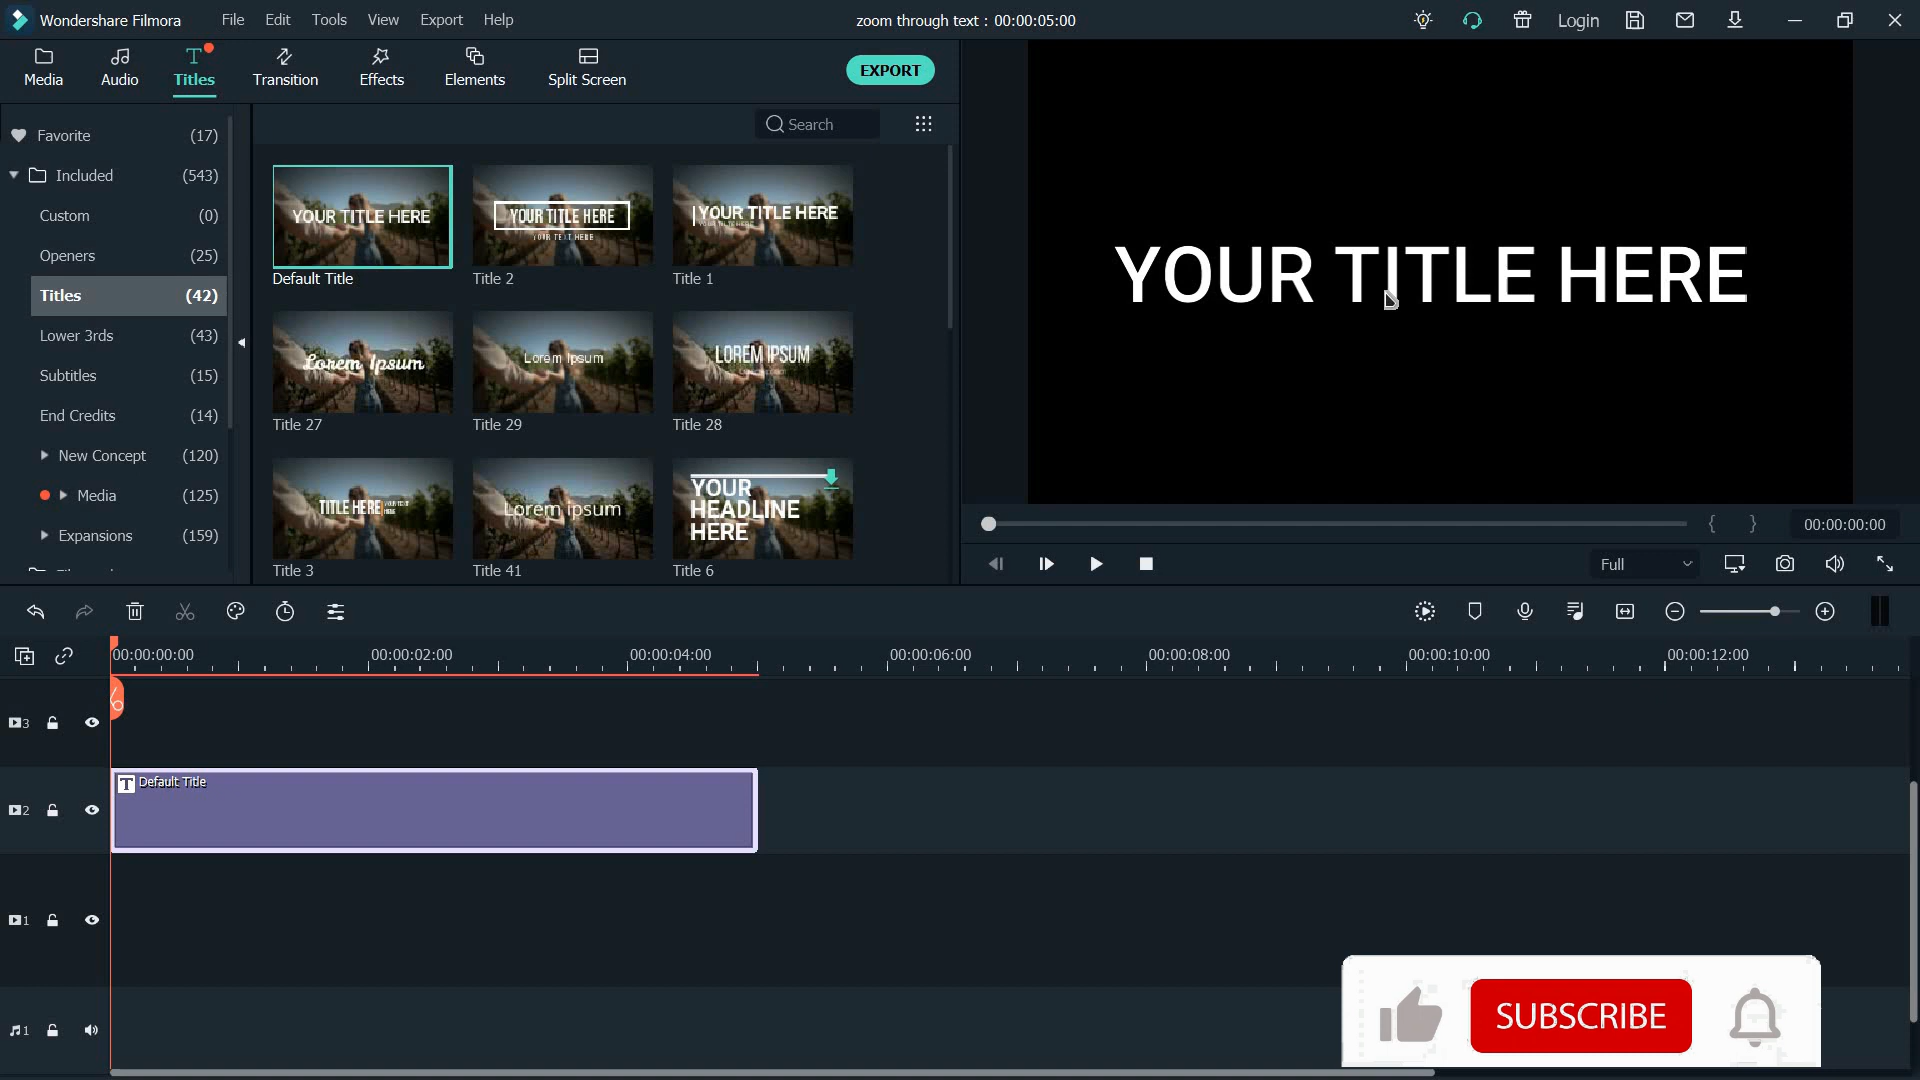 Wondershare Filmora File Edit Tools View Export Help zoom through text : 00:00:05:00 Login
Media Audio Titles Transition Effects Elements Split Screen EXPORT
Favorite (17)
Included (543)
Custom (0)
Openers (25)
Titles (42)
Lower 3rds (43)
Subtitles (15)
End Credits (14)
New Concept (120)
Media (125)
Expansions (159)
Search
YOUR TITLE HERE
Default Title
YOUR TITLE HERE
YOUR TEXT HERE
Title 2
YOUR TITLE HERE
Title 1
Lorem Ipsum
Title 27
Lorem Ipsum
Title 29
LOREM IPSUM
Title 28
TITLE HERE
Title 3
Lorem ipsum
Title 41
YOUR
HEADLINE
HERE
Title 6
YOUR TITLE HERE
{ } 00:00:00:00
Full
00:00:00:00 00:00:02:00 00:00:04:00 00:00:06:00 00:00:08:00 00:00:10:00 00:00:12:00
3
2 T Default Title
1
1
SUBSCRIBE